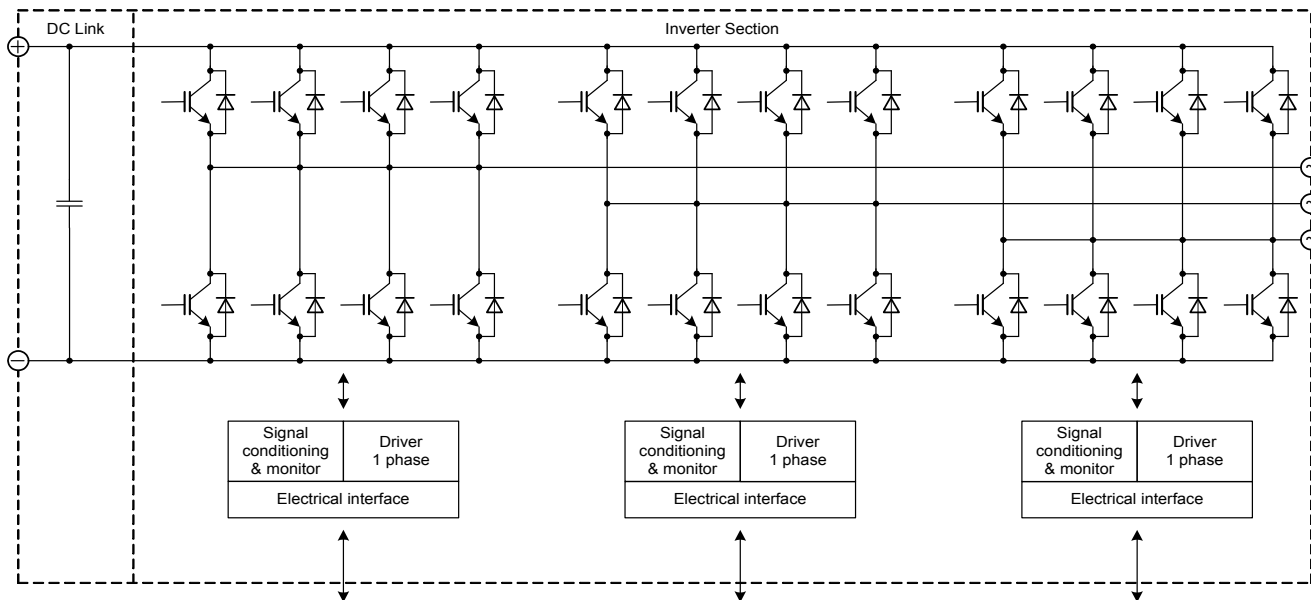 DC Link
Inverter Section
Signal
conditioning
& monitor
Driver
1 phase
Electrical interface
Signal
conditioning
& monitor
Driver
1 phase
Electrical interface
Signal
conditioning
& monitor
Driver
1 phase
Electrical interface